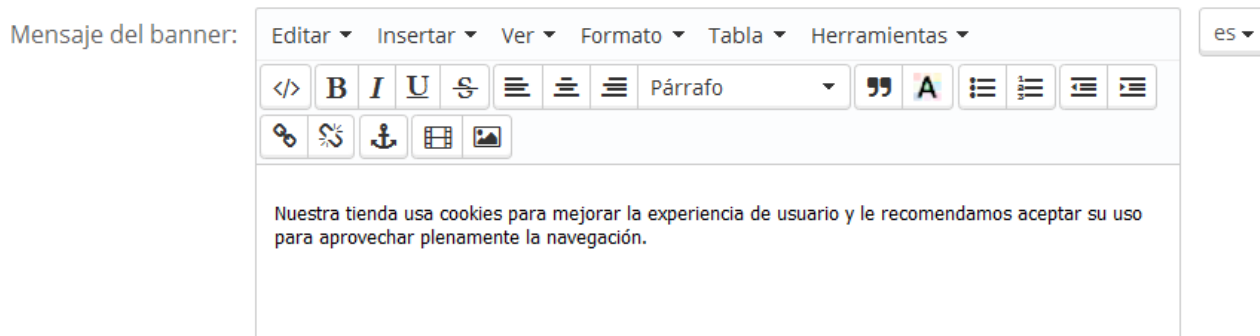 Mensaje del banner:
Editar Insertar Ver Formato Tabla Herramientas
es
</> B I U S Párrafo A
Nuestra tienda usa cookies para mejorar la experiencia de usuario y le recomendamos aceptar su uso
para aprovechar plenamente la navegación.